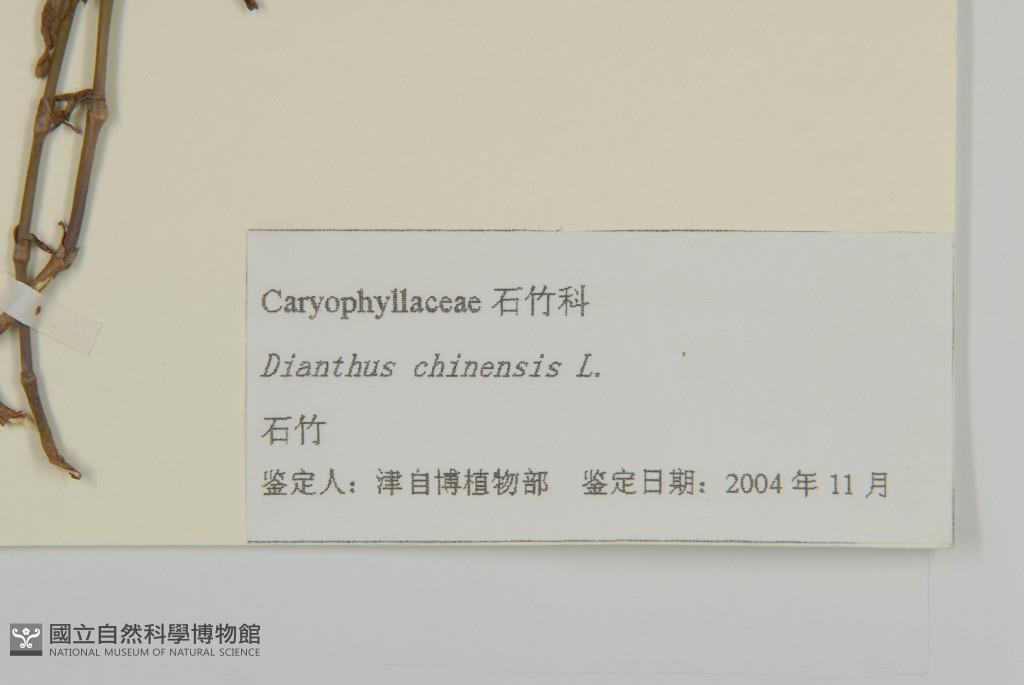 Caryophyllaceae 石竹科
Dianthus chinensis L.
石竹
鉴定人：津自博植物部 鉴定日期：2004 年 11 月
國立自然科學博物館
NATIONAL MUSEUM OF NATURAL SCIENCE